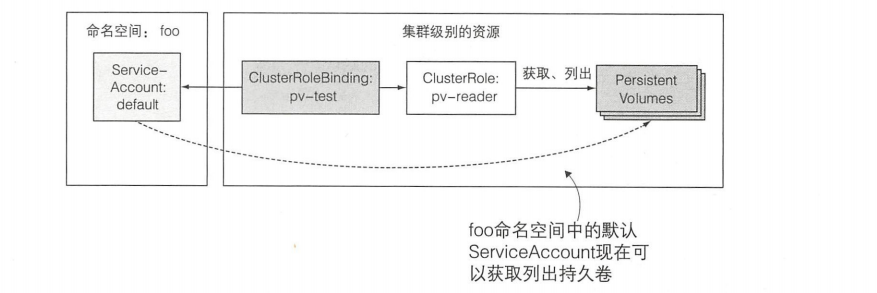 命名空间：foo
集群级别的资源
Service-
Account:
default
ClusterRoleBinding:
pv-test
ClusterRole:
pv-reader
获取、列出
Persistent
Volumes
foo命名空间中的默认
ServiceAccount现在可
以获取列出持久卷